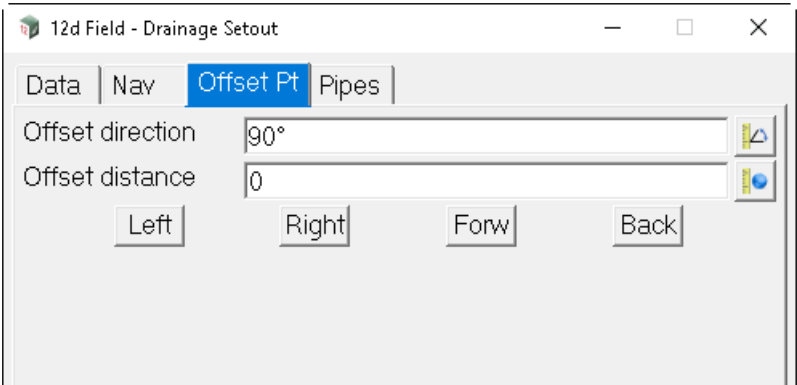 12d Field - Drainage Setout
Data Nav Offset Pt Pipes
Offset direction 90°
Offset distance 0
Left Right Forw Back